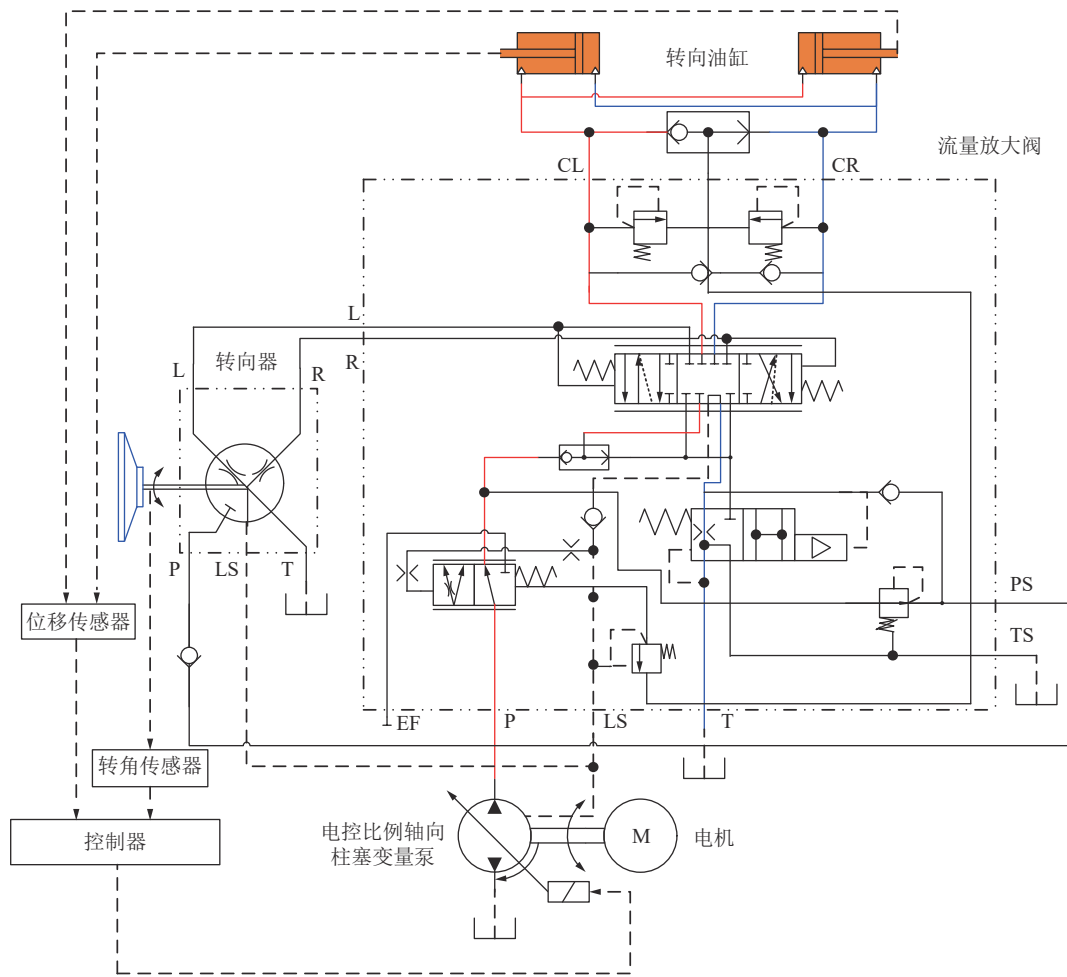 转向油缸
流量放大阀
CL
CR
L
R
转向器
L
R
P
LS
T
PS
TS
位移传感器
EF
P
LS
T
转角传感器
控制器
电控比例轴向
柱塞变量泵
M
电机